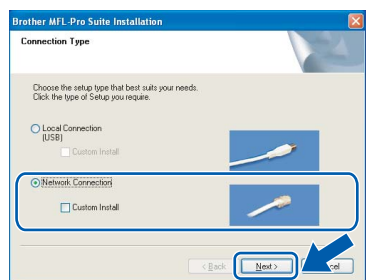 Brother MFL-Pro Suite Installation
Connection Type
Choose the setup type that best suits your needs.
Click the type of Setup you require.
Local Connection
(USB)
Custom Install
Network Connection
Custom Install
< Back Next >